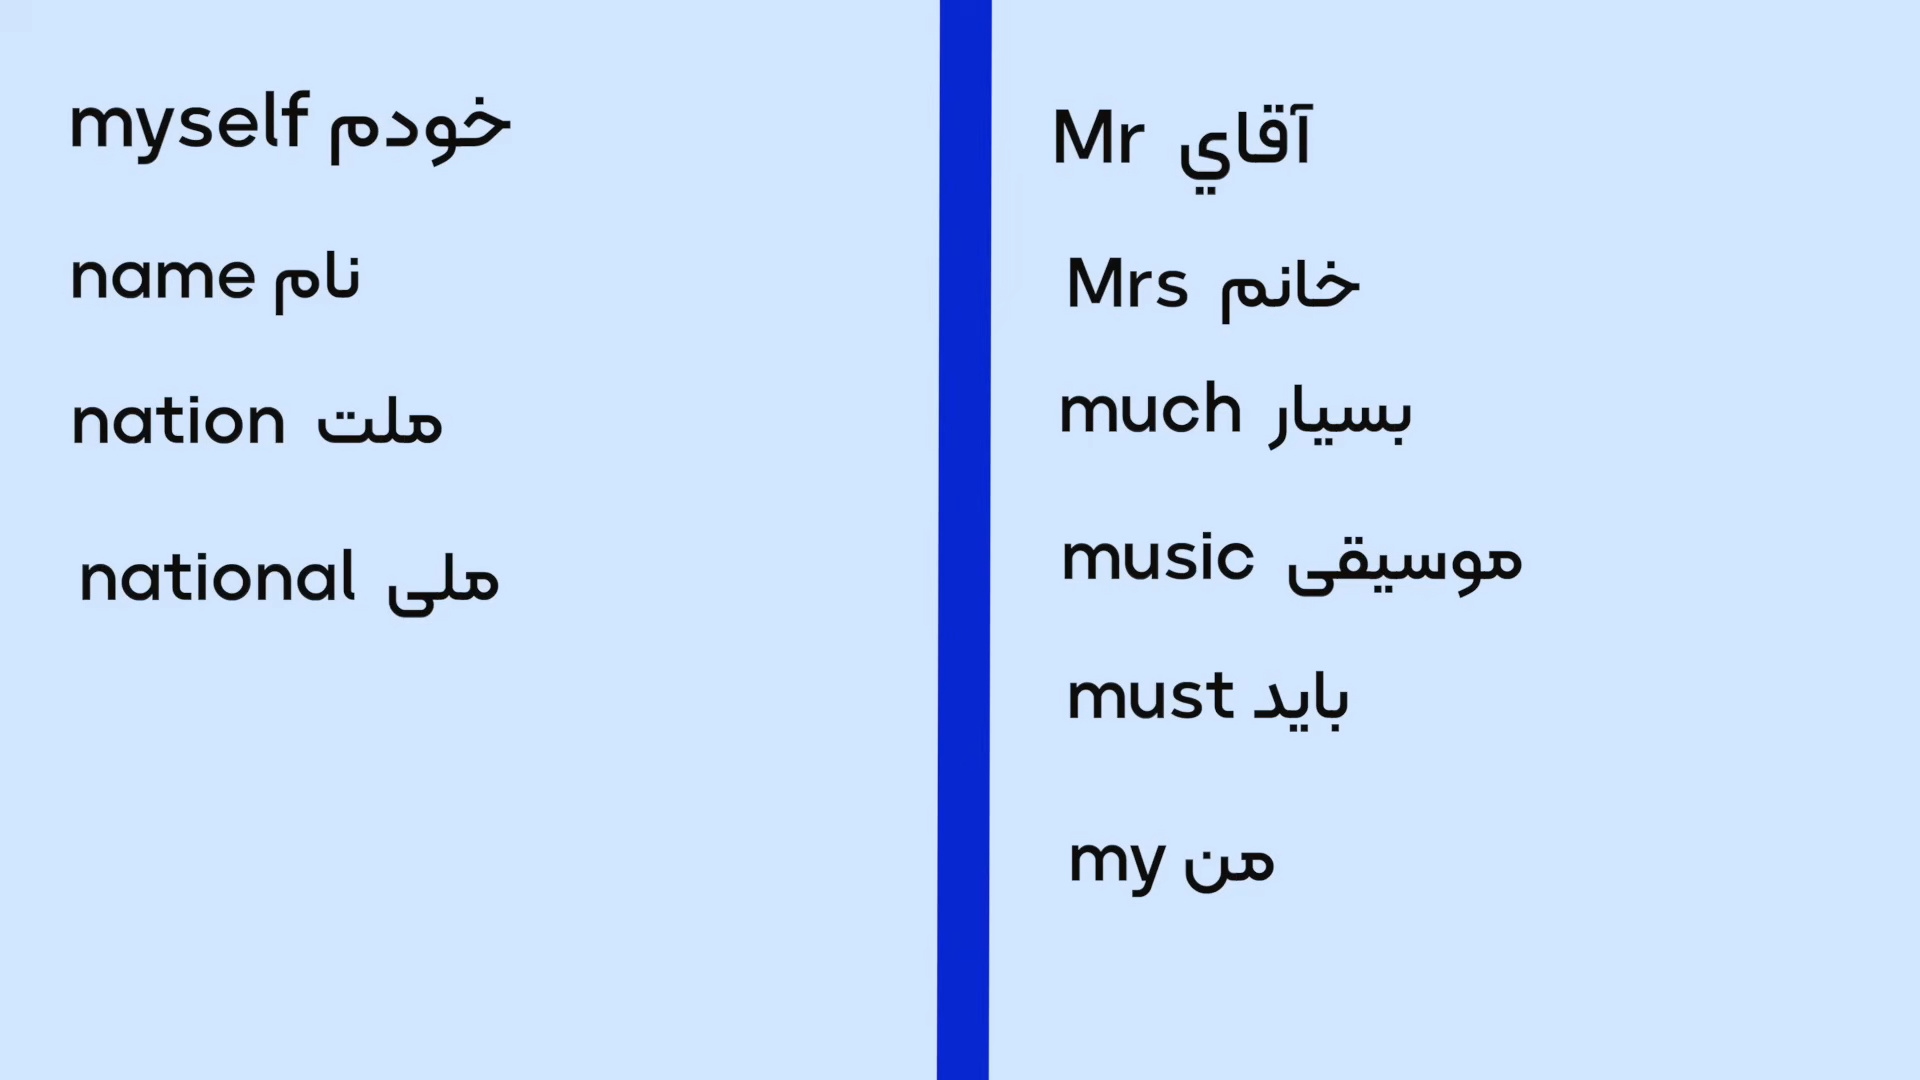 myself خودم
name نام
nation ملت
national ملی
Mr آقاي
Mrs خانم
much بسیار
music موسیقی
must باید
my من